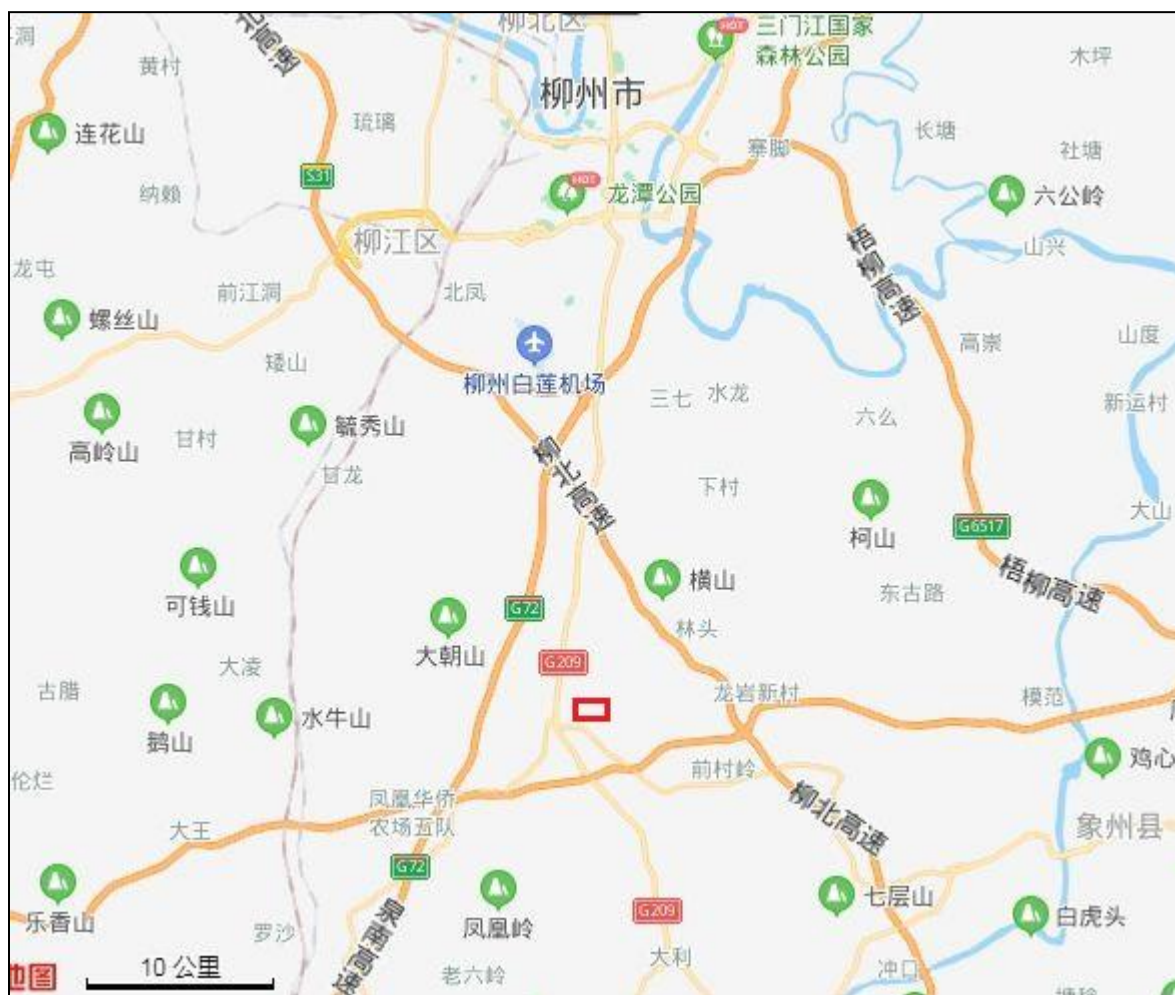 柳北区
HOT
三门江国家
森林公园
木坪
黄村
柳州市
连花山
琉璃
长塘
寨脚
社塘
S31
HOT
纳赖
龙潭公园
六公岭
柳江区
山兴
梧柳高速
龙屯
前江洞
北凤
螺丝山
高崇
山度
矮山
柳州白莲机场
三七
水龙
新运村
高岭山
甘村
毓秀山
六么
柳北高速
甘龙
下村
柯山
大山
G6517
可钱山
横山
梧柳高速
东古路
G72
大朝山
林头
G209
大凌
古腊
龙岩新村
模范
鹅山
水牛山
鸡心
伦烂
前村岭
凤凰华侨
农场五队
柳北高速
大王
象州县
G72
乐香山
凤凰岭
G209
七层山
白虎头
泉南高速
罗沙
10 公里
老六岭
大利
冲口
地图